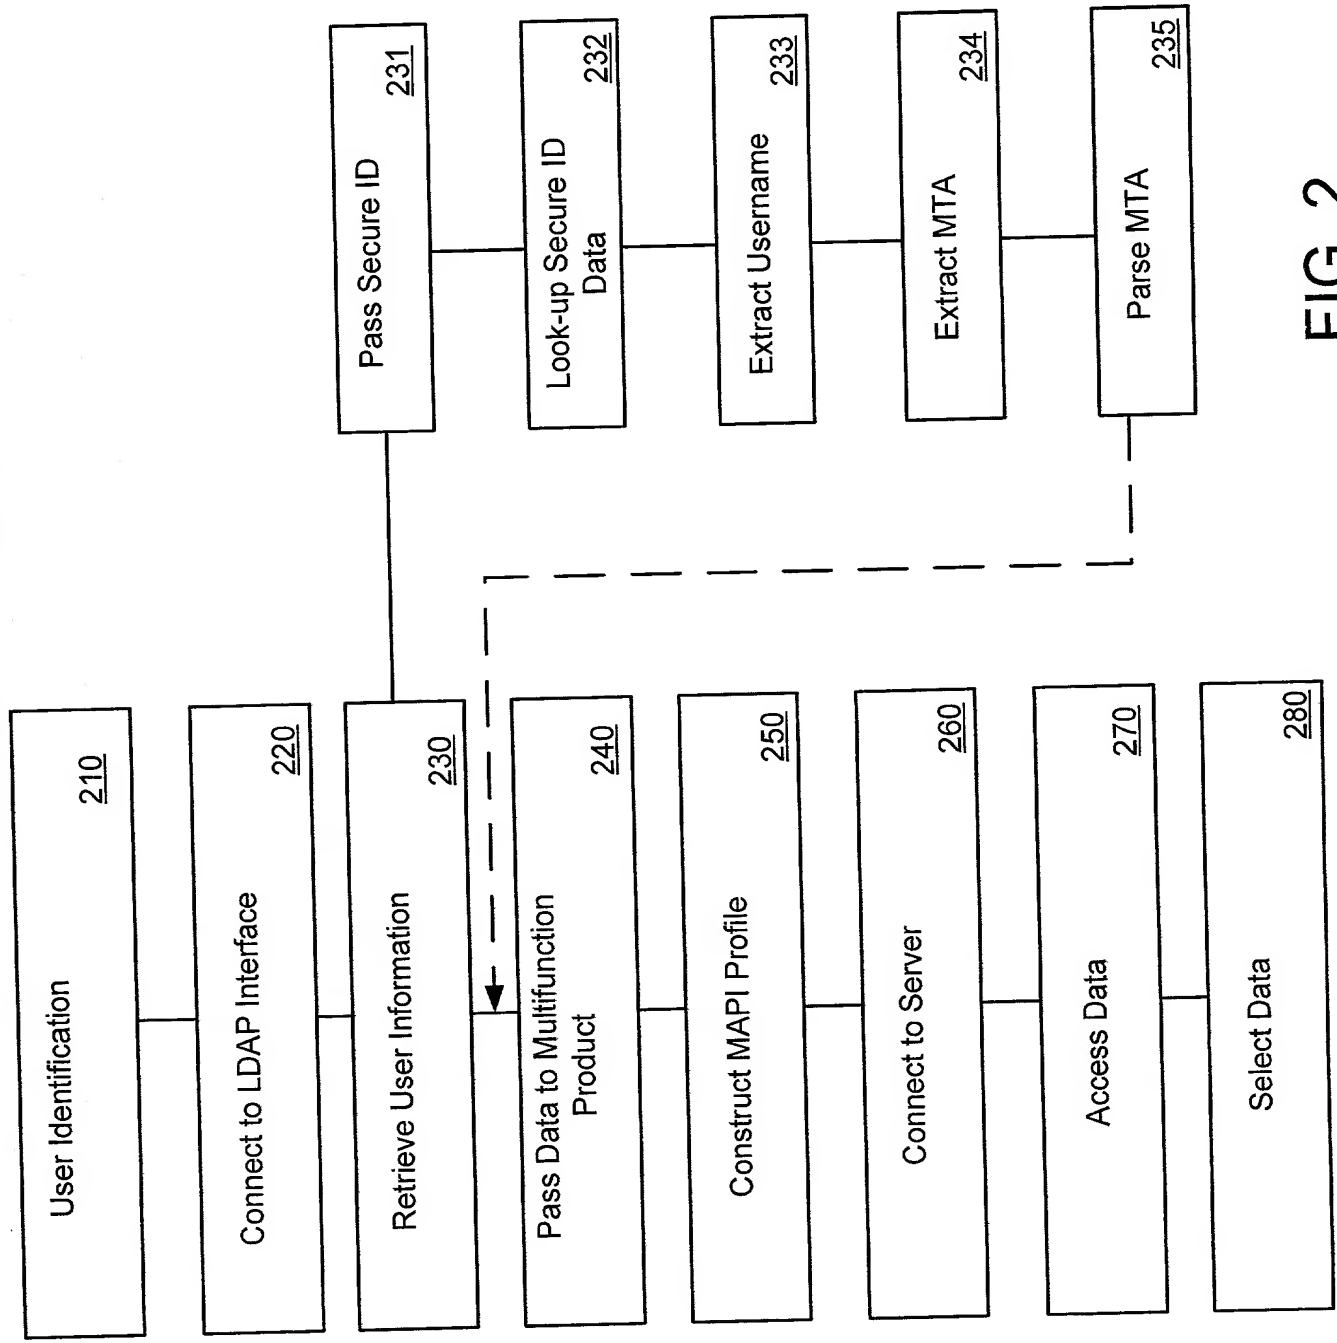 User Identification
210
Connect to LDAP Interface
220
Retrieve User Information
230
Pass Data to Multifunction
Product
240
Construct MAPI Profile
250
Connect to Server
260
Access Data
270
Select Data
280
Pass Secure ID
231
Look-up Secure ID
Data
232
Extract Username
233
Extract MTA
234
Parse MTA
235
FIG. 2